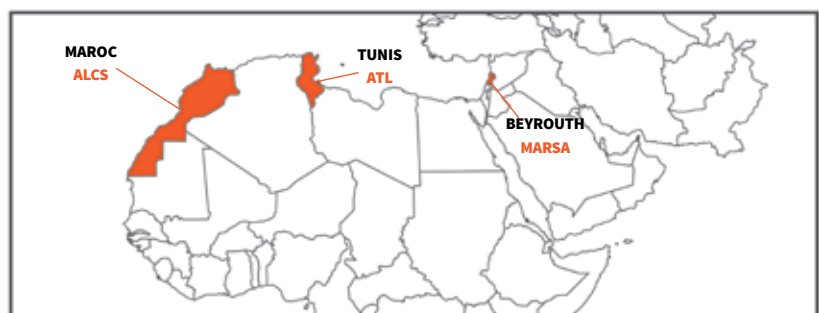 MAROC
ALCS
TUNIS
ATL
BEYROUTH
MARSA